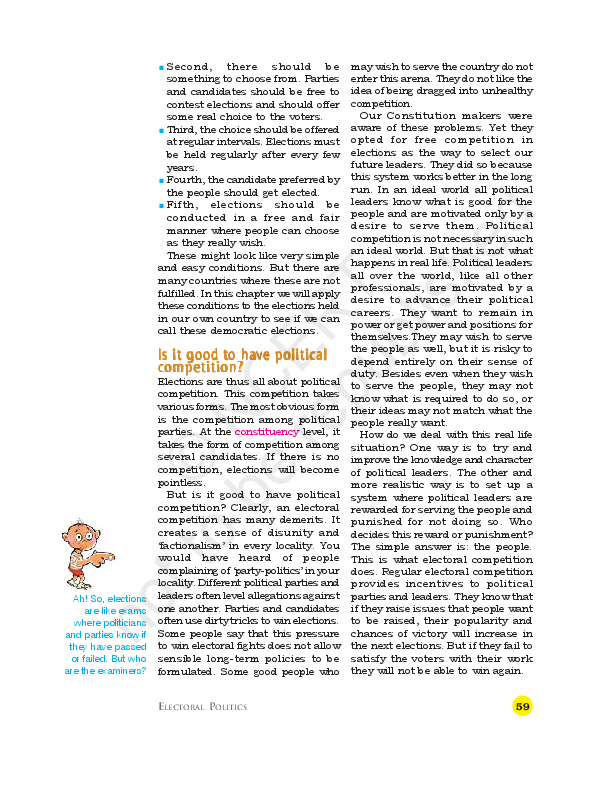 ▪ Second, there should be
something to choose from. Parties
and candidates should be free to
contest elections and should offer
some real choice to the voters.
▪ Third, the choice should be offered
at regular intervals. Elections must
be held regularly after every few
years.
▪ Fourth, the candidate preferred by
the people should get elected.
▪ Fifth, elections should be
conducted in a free and fair
manner where people can choose
as they really wish.
These might look like very simple
and easy conditions. But there are
many countries where these are not
fulfilled. In this chapter we will apply
these conditions to the elections held
in our own country to see if we can
call these democratic elections.
Is it good to have political
competition?
Elections are thus all about political
competition. This competition takes
various forms. The most obvious form
is the competition among political
parties. At the constituency level, it
takes the form of competition among
several candidates. If there is no
competition, elections will become
pointless.
But is it good to have political
competition? Clearly, an electoral
competition has many demerits. It
creates a sense of disunity and
‘factionalism’ in every locality. You
would have heard of people
complaining of ‘party-politics’ in your
locality. Different political parties and
leaders often level allegations against
one another. Parties and candidates
often use dirty tricks to win elections.
Some people say that this pressure
to win electoral fights does not allow
sensible long-term policies to be
formulated. Some good people who
may wish to serve the country do not
enter this arena. They do not like the
idea of being dragged into unhealthy
competition.
Our Constitution makers were
aware of these problems. Yet they
opted for free competition in
elections as the way to select our
future leaders. They did so because
this system works better in the long
run. In an ideal world all political
leaders know what is good for the
people and are motivated only by a
desire to serve them. Political
competition is not necessary in such
an ideal world. But that is not what
happens in real life. Political leaders
all over the world, like all other
professionals, are motivated by a
desire to advance their political
careers. They want to remain in
power or get power and positions for
themselves.They may wish to serve
the people as well, but it is risky to
depend entirely on their sense of
duty. Besides even when they wish
to serve the people, they may not
know what is required to do so, or
their ideas may not match what the
people really want.
How do we deal with this real life
situation? One way is to try and
improve the knowledge and character
of political leaders. The other and
more realistic way is to set up a
system where political leaders are
rewarded for serving the people and
punished for not doing so. Who
decides this reward or punishment?
The simple answer is: the people.
This is what electoral competition
does. Regular electoral competition
provides incentives to political
parties and leaders. They know that
if they raise issues that people want
to be raised, their popularity and
chances of victory will increase in
the next elections. But if they fail to
satisfy the voters with their work
they will not be able to win again.
Ah! So, elections
are like exams
where politicians
and parties know if
they have passed
or failed. But who
are the examiners?
ELECTORAL POLITICS
59